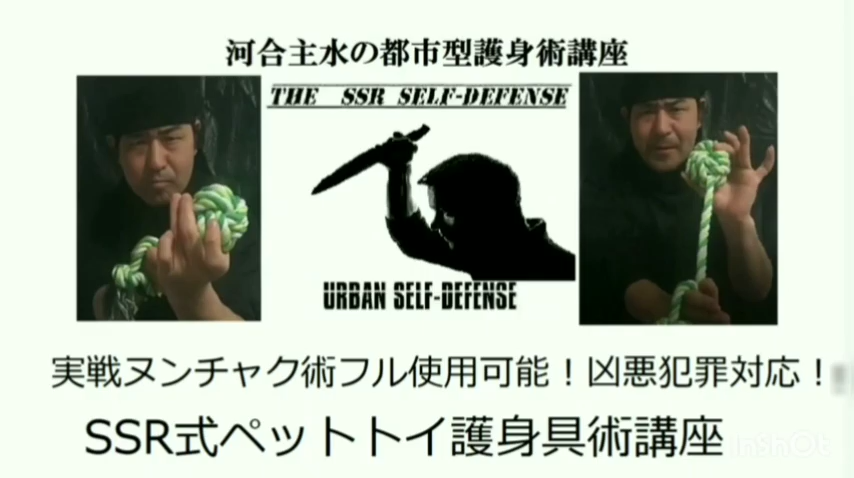 河合主水の都市型護身術講座
THE SSR SELF-DEFENSE
URBAN SELF-DEFENSE
実戦ヌンチャク術フル使用可能！凶悪犯罪対応！
SSR式ペットトイ護身具術講座
InShOt